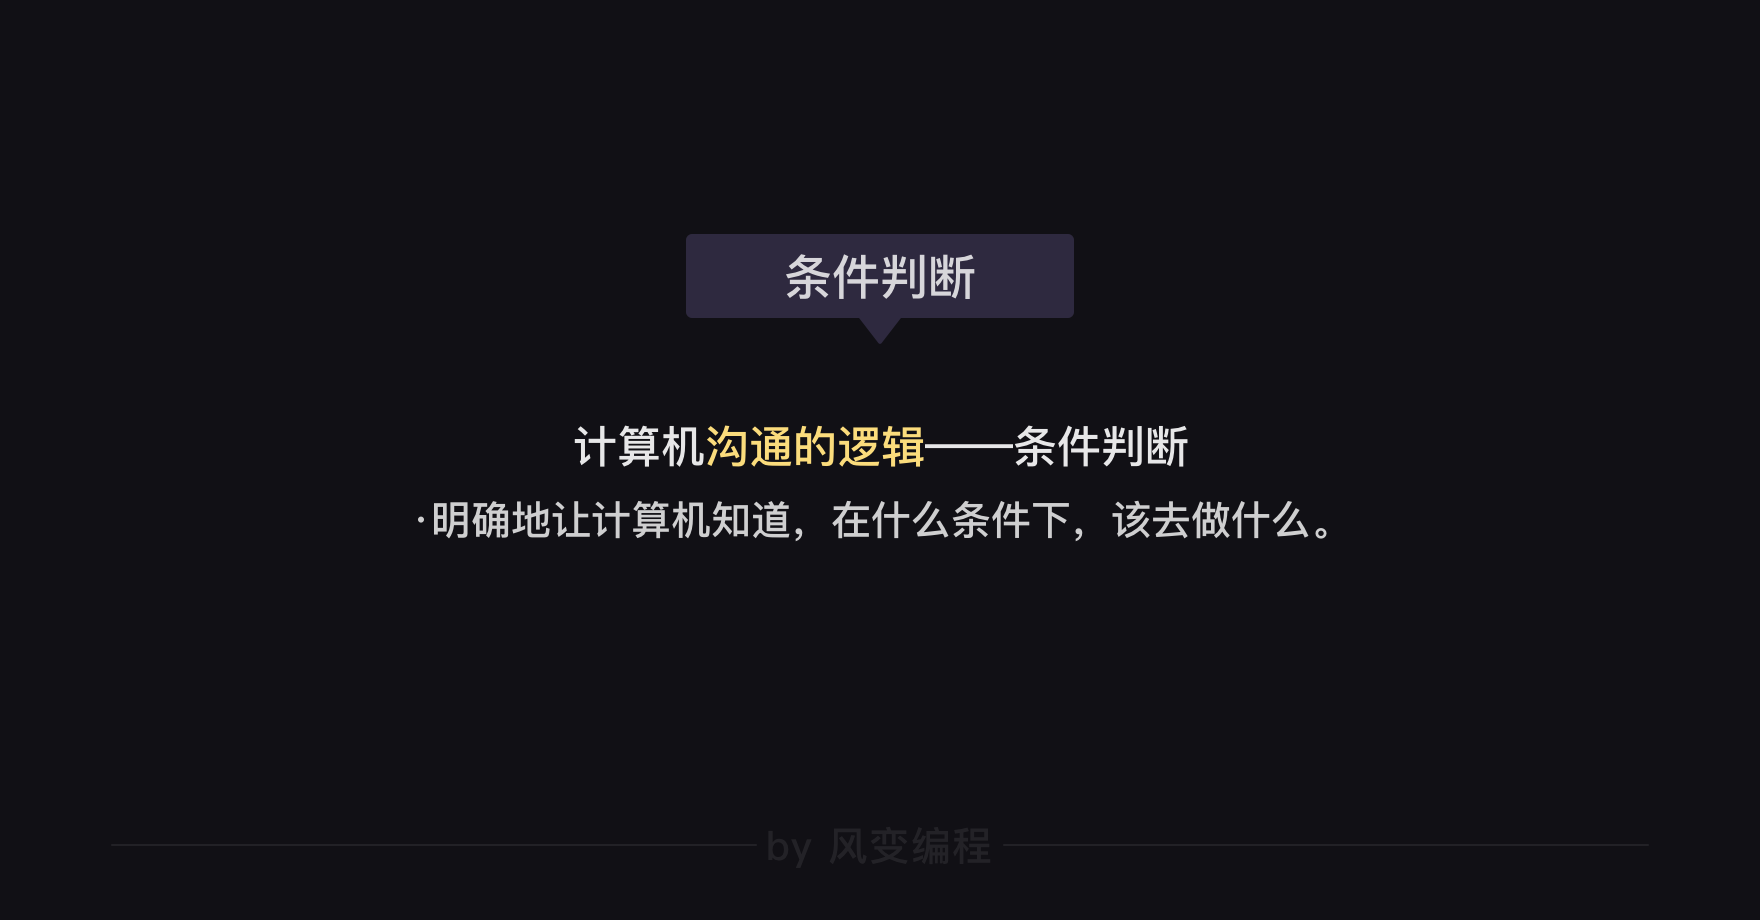 条件判断
计算机沟通的逻辑——条件判断
·明确地让计算机知道，在什么条件下，该去做什么。
by 风变编程